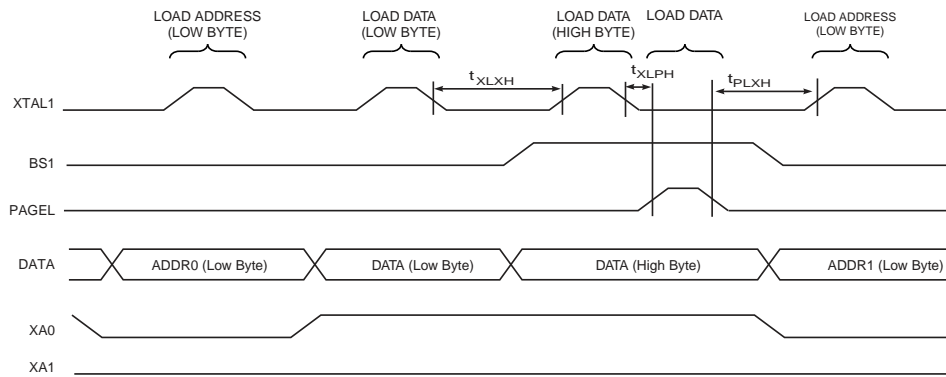 LOAD ADDRESS
(LOW BYTE)
LOAD DATA
(LOW BYTE)
LOAD DATA
(HIGH BYTE)
LOAD DATA
LOAD ADDRESS
(LOW BYTE)
tXLXH
tXLPH
tPLXH
XTAL1
BS1
PAGEL
DATA
ADDR0 (Low Byte)
DATA (Low Byte)
DATA (High Byte)
ADDR1 (Low Byte)
XA0
XA1